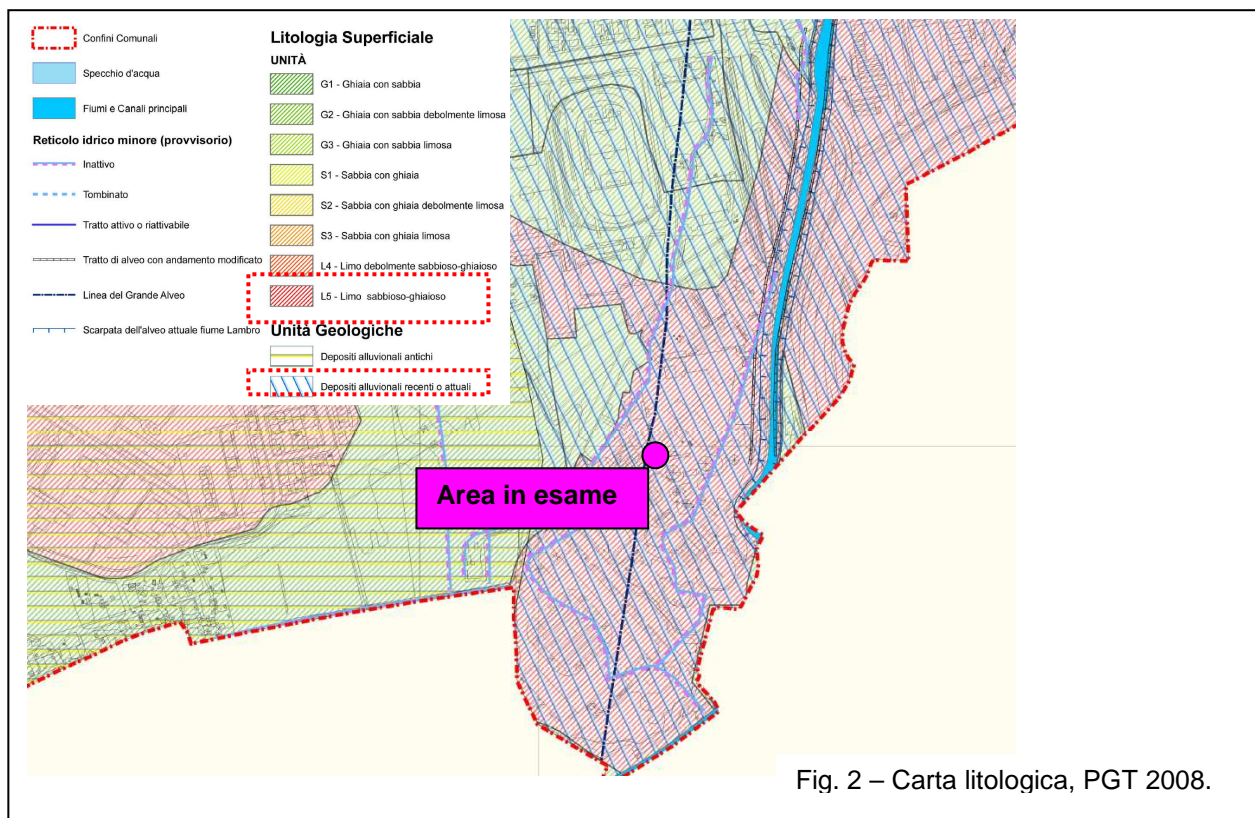 Confini Comunali
Specchio d'acqua
Fiumi e Canali principali
Reticolo idrico minore (provvisorio)
Inattivo
Tombinato
Tratto attivo o riattivabile
Tratto di alveo con andamento modificato
Linea del Grande Alveo
Scarpata dell'alveo attuale fiume Lambro
Litologia Superficiale
UNITÀ
G1 - Ghiaia con sabbia
G2 - Ghiaia con sabbia debolmente limosa
G3 - Ghiaia con sabbia limosa
S1 - Sabbia con ghiaia
S2 - Sabbia con ghiaia debolmente limosa
S3 - Sabbia con ghiaia limosa
L4 - Limo debolmente sabbioso-ghiaioso
L5 - Limo sabbioso-ghiaioso
Unità Geologiche
Depositi alluvionali antichi
Depositi alluvionali recenti o attuali
Area in esame
Fig. 2 – Carta litologica, PGT 2008.